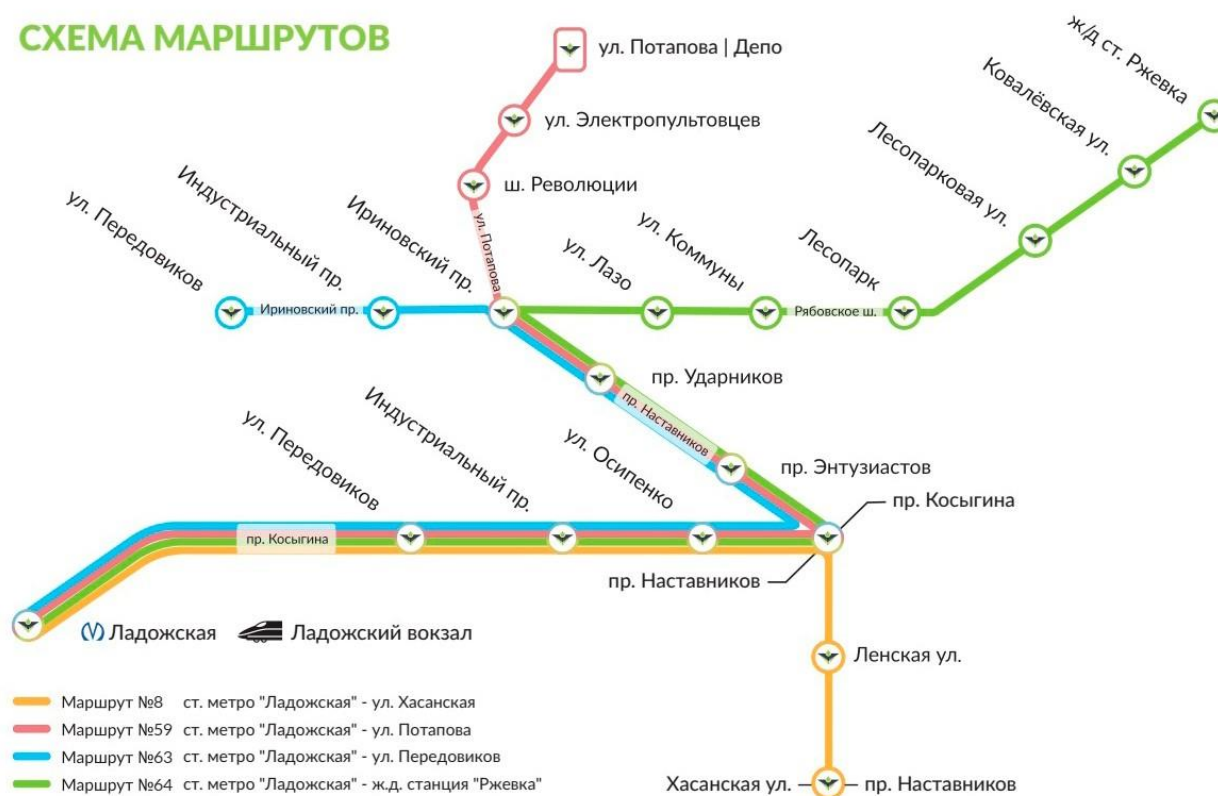 СХЕМА МАРШРУТОВ
ул. Потапова | Депо
ж/д ст. Ржевка
ул. Электропультовцев
Ковалёвская ул.
ш. Революции
Лесопарковая ул.
ул. Передовиков
Индустриальный пр.
Ириновский пр.
ул. Потапова
ул. Лазо
ул. Коммуны
Лесопарк
Ириновский пр.
Рябовское ш.
пр. Ударников
пр. Наставников
ул. Передовиков
Индустриальный пр.
ул. Осипенко
пр. Энтузиастов
пр. Косыгина
пр. Косыгина
пр. Наставников
Ладожская
Ладожский вокзал
Ленская ул.
Маршрут №8 ст. метро "Ладожская" - ул. Хасанская
Маршрут №59 ст. метро "Ладожская" - ул. Потапова
Маршрут №63 ст. метро "Ладожская" - ул. Передовиков
Маршрут №64 ст. метро "Ладожская" - ж.д. станция "Ржевка"
Хасанская ул.
пр. Наставников